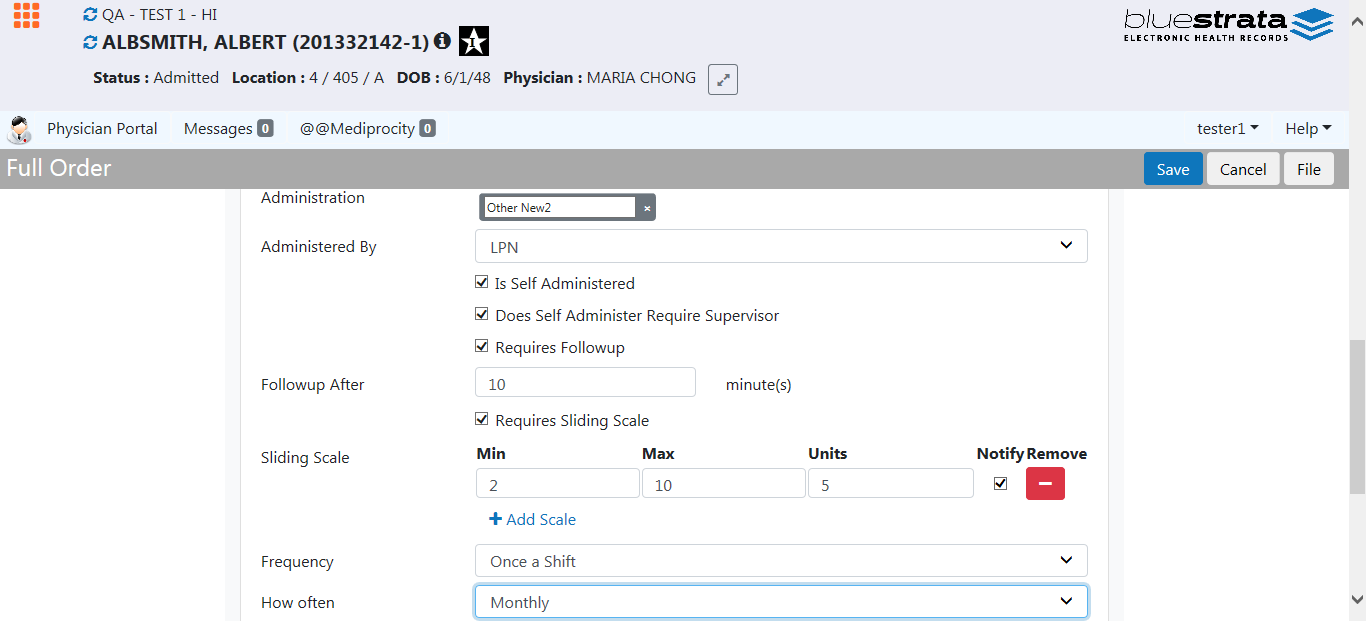 QA - TEST 1 - HI
ALBSMITH, ALBERT (201332142-1)
bluestrata
ELECTRONIC HEALTH RECORDS
Status : Admitted Location : 4 / 405 / A DOB : 6/1/48 Physician : MARIA CHONG
Physician Portal Messages 0 @@Mediprocity 0 tester1 Help
Full Order Save Cancel File
Administration Other New2 ×
Administered By LPN
Is Self Administered
Does Self Administer Require Supervisor
Requires Followup
Followup After 10 minute(s)
Requires Sliding Scale
Sliding Scale Min Max Units Notify Remove
2 10 5
+ Add Scale
Frequency Once a Shift
How often Monthly